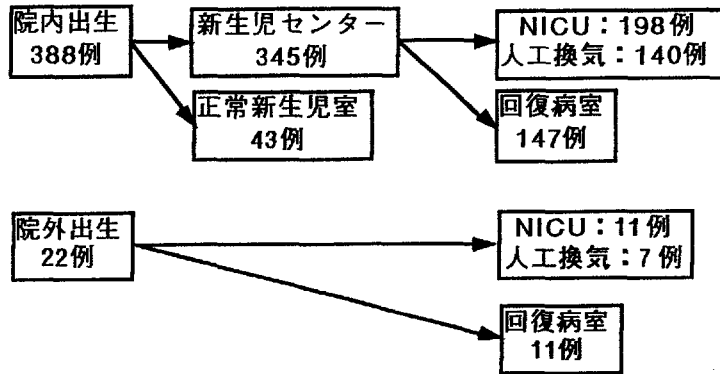 院内出生
388例
新生児センター
345例
NICU：198例
人工換気：140例
正常新生児室
43例
回復病室
147例
院外出生
22例
NICU：11例
人工換気：7例
回復病室
11例